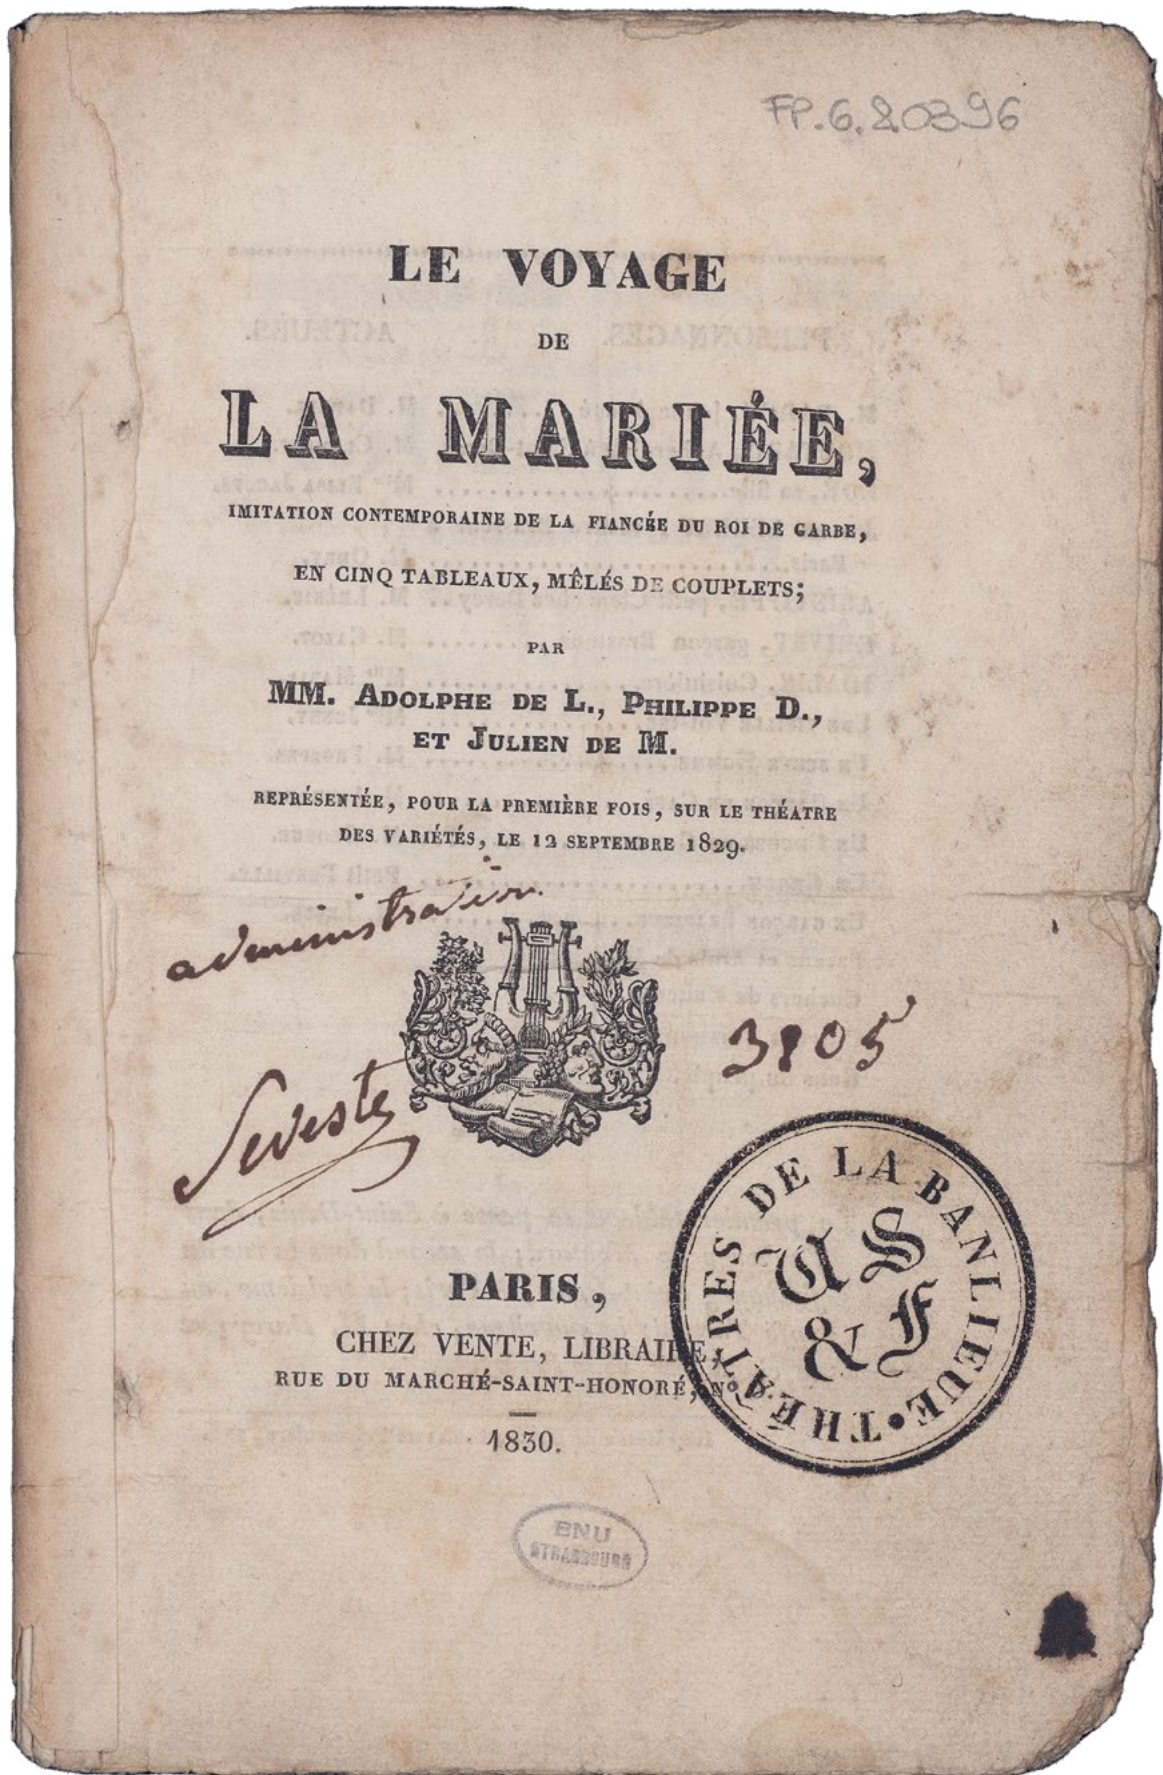 FP.6.20396
LE VOYAGE
DE
LA MARIÉE,
IMITATION CONTEMPORAINE DE LA FIANCÉE DU ROI DE GARBE,
EN CINQ TABLEAUX, MÊLÉS DE COUPLETS;
PAR
MM. ADOLPHE DE L., PHILIPPE D.,
ET JULIEN DE M.
REPRÉSENTÉE, POUR LA PREMIÈRE FOIS, SUR LE THÉATRE
DES VARIÉTÉS, LE 12 SEPTEMBRE 1829.
administration
Seveste
3805
THÉATRES DE LA BANLIEUE
S
& F
PARIS,
CHEZ VENTE, LIBRAIRE,
RUE DU MARCHÉ-SAINT-HONORÉ, N°
1830.
BNU
STRASBOURG